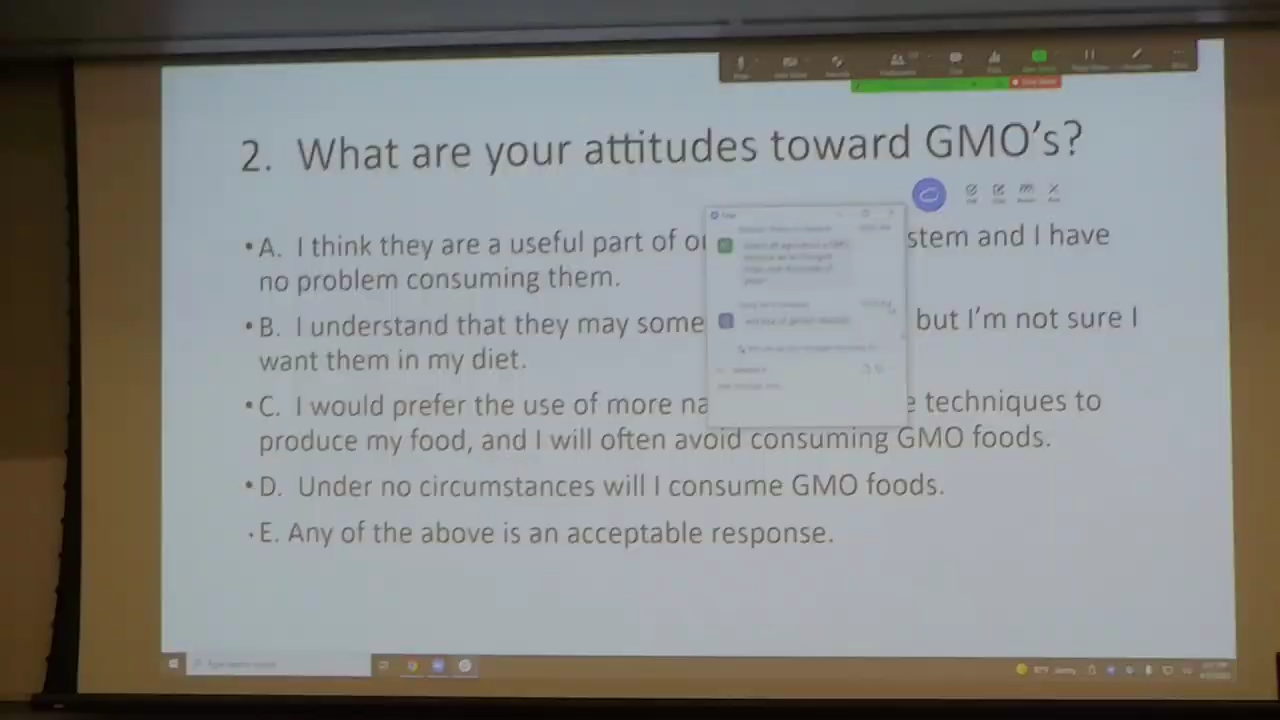 2. What are your attitudes toward GMO's?
• A. I think they are a useful part of ou stem and I have
no problem consuming them.
• B. I understand that they may some but I'm not sure I
want them in my diet.
• C. I would prefer the use of more na e techniques to
produce my food, and I will often avoid consuming GMO foods.
• D. Under no circumstances will I consume GMO foods.
• E. Any of the above is an acceptable response.